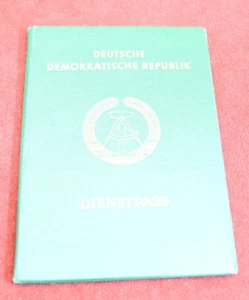 DEUTSCHE
DEMOKRATISCHE REPUBLIK
DIENSTPASS